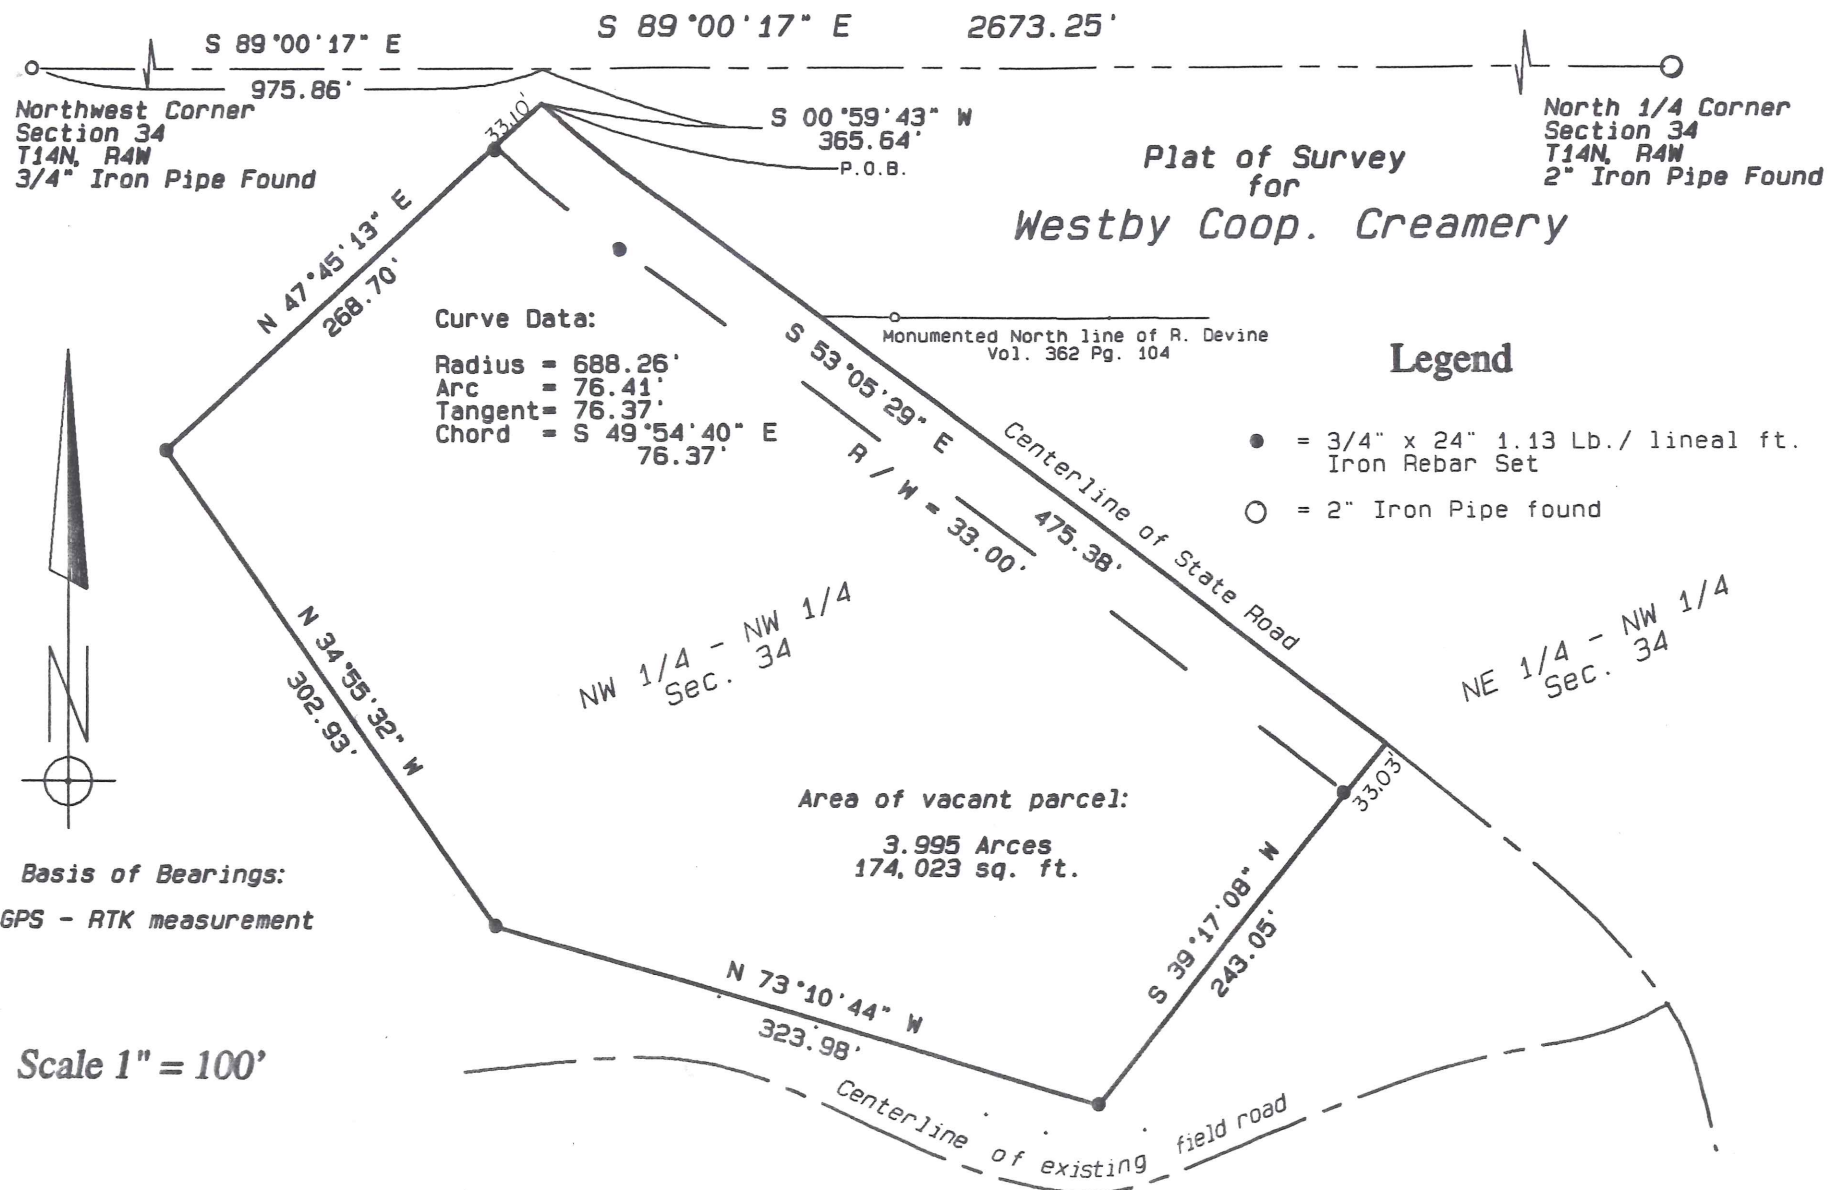 S 89°00'17" E 2673.25'
S 89°00'17" E
975.86'
Northwest Corner
Section 34
T14N, R4W
3/4" Iron Pipe Found
33.10'
S 00°59'43" W
365.64'
P.O.B.
North 1/4 Corner
Section 34
T14N, R4W
2" Iron Pipe Found
Plat of Survey
for
Westby Coop. Creamery
N 47°45'13" E
268.70'
Curve Data:
Radius = 688.26'
Arc = 76.41'
Tangent= 76.37'
Chord = S 49°54'40" E
76.37'
Monumented North line of R. Devine
Vol. 362 Pg. 104
S 53°05'29" E
475.38'
R / W = 33.00'
Centerline of State Road
Legend
= 3/4" x 24" 1.13 Lb./ lineal ft.
Iron Rebar Set
= 2" Iron Pipe found
N
N 34°55'32" W
302.93'
NW 1/4 - NW 1/4
Sec. 34
NE 1/4 - NW 1/4
Sec. 34
Area of vacant parcel:
3.995 Arces
174,023 sq. ft.
33.03'
S 39°17'08" W
243.05'
Basis of Bearings:
GPS - RTK measurement
N 73°10'44" W
323.98'
Scale 1" = 100'
Centerline of existing field road